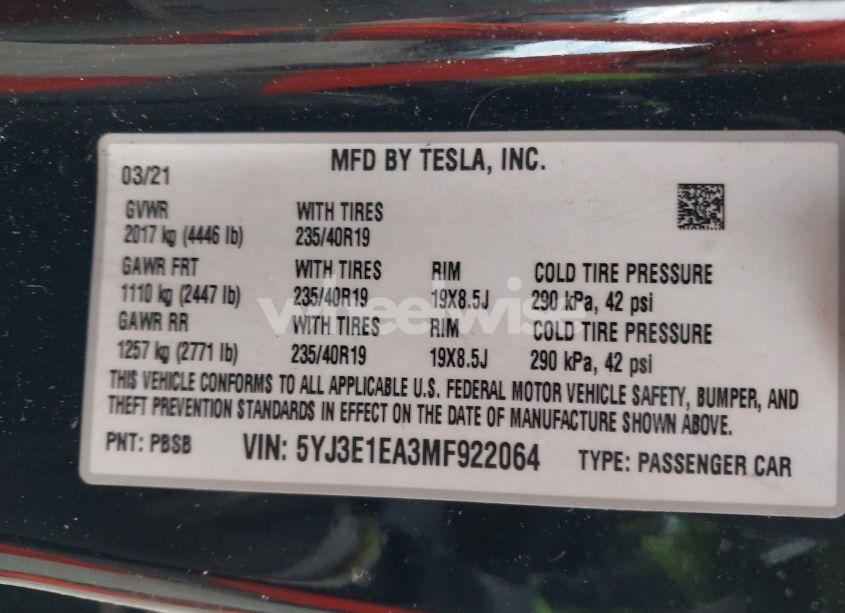 MFD BY TESLA, INC.
03/21
GVWR WITH TIRES
2017 kg (4446 lb) 235/40R19
GAWR FRT WITH TIRES RIM COLD TIRE PRESSURE
1110 kg (2447 lb) 235/40R19 19X8.5J 290 kPa, 42 psi
GAWR RR WITH TIRES RIM COLD TIRE PRESSURE
1257 kg (2771 lb) 235/40R19 19X8.5J 290 kPa, 42 psi
THIS VEHICLE CONFORMS TO ALL APPLICABLE U.S. FEDERAL MOTOR VEHICLE SAFETY, BUMPER, AND
THEFT PREVENTION STANDARDS IN EFFECT ON THE DATE OF MANUFACTURE SHOWN ABOVE.
PNT: PBSB VIN: 5YJ3E1EA3MF922064 TYPE: PASSENGER CAR
wheelwise